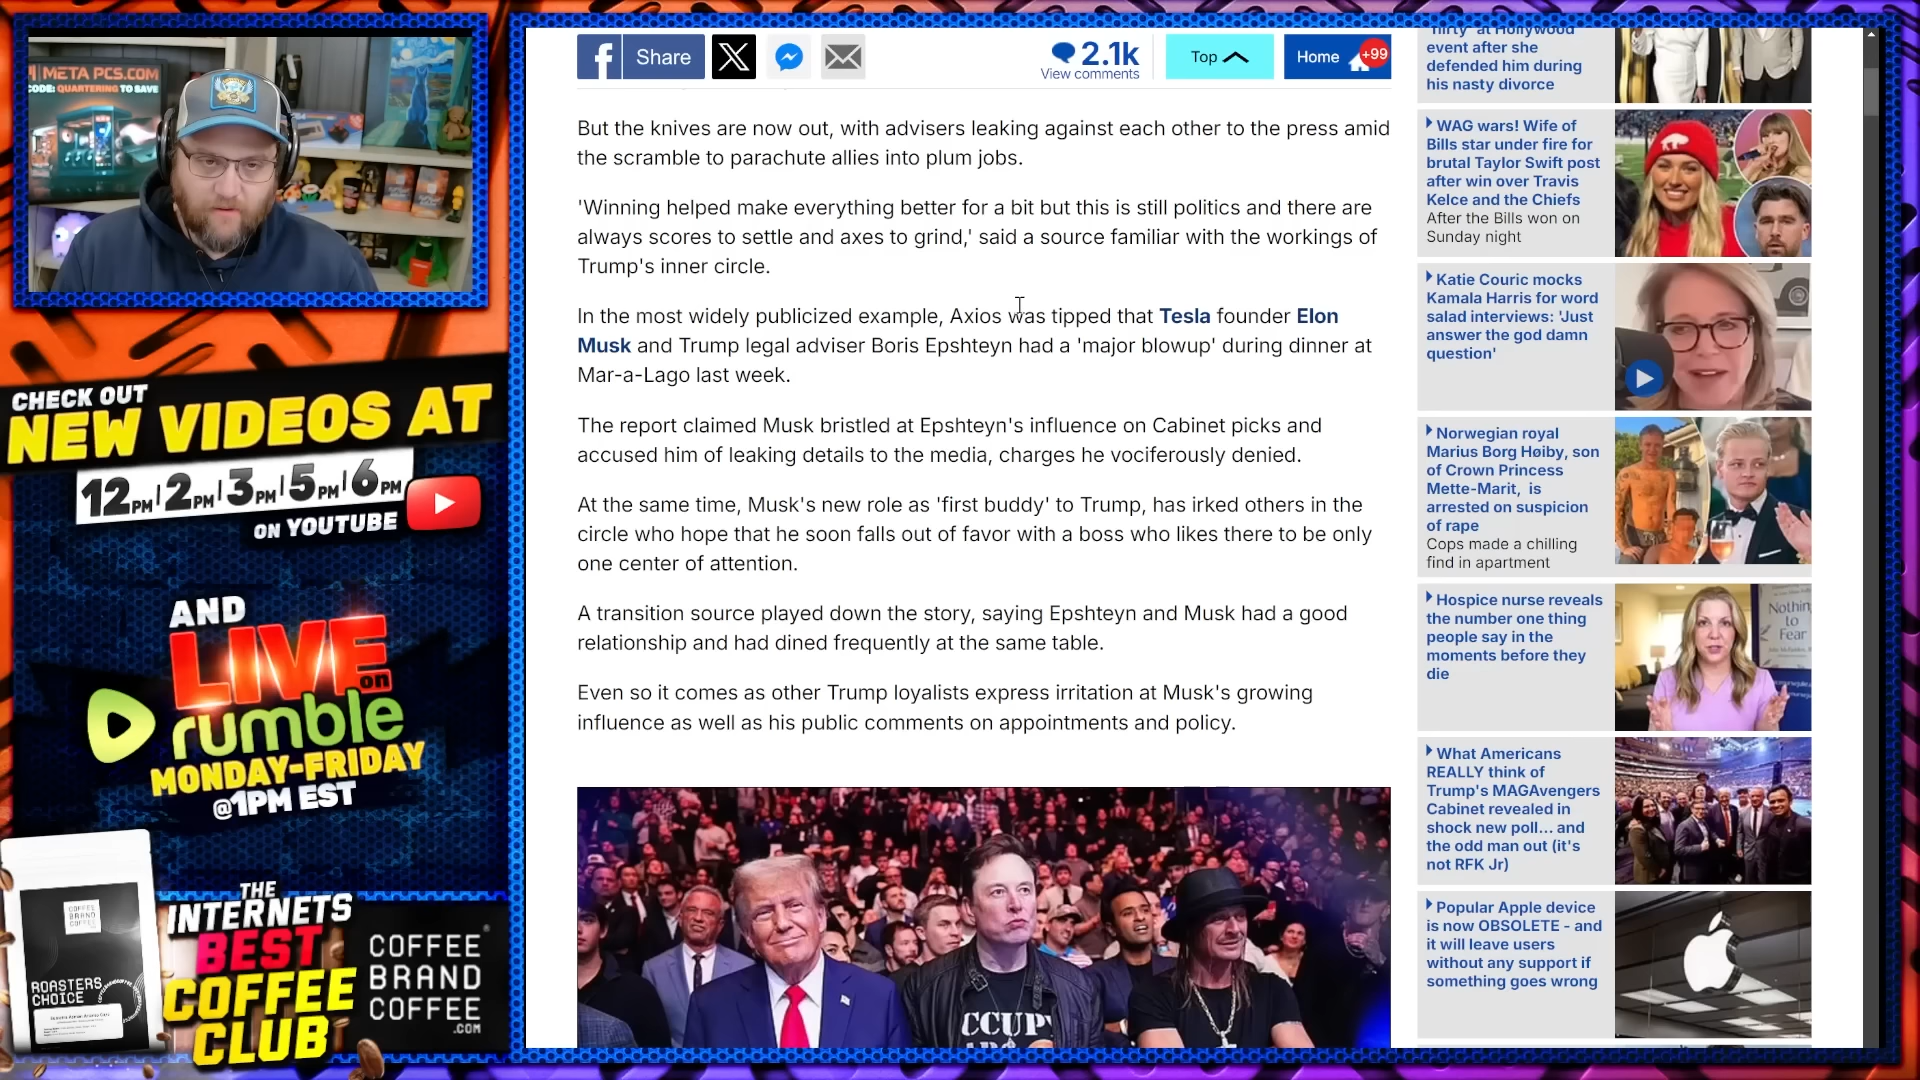 META PCS.COM
CODE: QUARTERING TO SAVE
CHECK OUT
NEW VIDEOS AT
12PM | 2PM | 3PM | 5PM | 6PM
ON YOUTUBE
AND
LIVE
on
rumble
MONDAY-FRIDAY
@1PM EST
COFFEE
BRAND
COFFEE
ROASTERS
CHOICE
THE
INTERNETS
BEST
COFFEE
CLUB
COFFEE
BRAND
COFFEE
.COM
Share
2.1k
View comments
Top
Home
+99
But the knives are now out, with advisers leaking against each other to the press amid
the scramble to parachute allies into plum jobs.
'Winning helped make everything better for a bit but this is still politics and there are
always scores to settle and axes to grind,' said a source familiar with the workings of
Trump's inner circle.
In the most widely publicized example, Axios was tipped that Tesla founder Elon
Musk and Trump legal adviser Boris Epshteyn had a 'major blowup' during dinner at
Mar-a-Lago last week.
The report claimed Musk bristled at Epshteyn's influence on Cabinet picks and
accused him of leaking details to the media, charges he vociferously denied.
At the same time, Musk's new role as 'first buddy' to Trump, has irked others in the
circle who hope that he soon falls out of favor with a boss who likes there to be only
one center of attention.
A transition source played down the story, saying Epshteyn and Musk had a good
relationship and had dined frequently at the same table.
Even so it comes as other Trump loyalists express irritation at Musk's growing
influence as well as his public comments on appointments and policy.
CCUPY
'flirty' at Hollywood
event after she
defended him during
his nasty divorce
WAG wars! Wife of
Bills star under fire for
brutal Taylor Swift post
after win over Travis
Kelce and the Chiefs
After the Bills won on
Sunday night
Katie Couric mocks
Kamala Harris for word
salad interviews: 'Just
answer the god damn
question'
Norwegian royal
Marius Borg Høiby, son
of Crown Princess
Mette-Marit, is
arrested on suspicion
of rape
Cops made a chilling
find in apartment
Hospice nurse reveals
the number one thing
people say in the
moments before they
die
Nothin
to
Fear
What Americans
REALLY think of
Trump's MAGAvengers
Cabinet revealed in
shock new poll... and
the odd man out (it's
not RFK Jr)
Popular Apple device
is now OBSOLETE - and
it will leave users
without any support if
something goes wrong